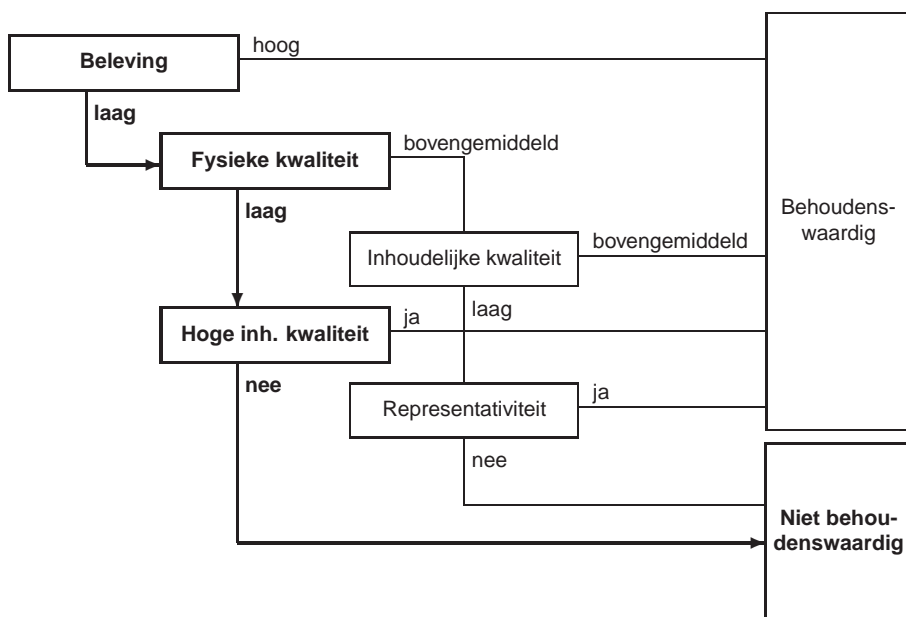 hoog
Beleving
laag
bovengemiddeld
Fysieke kwaliteit
laag
Behoudens-
waardig
bovengemiddeld
Inhoudelijke kwaliteit
laag
ja
Hoge inh. kwaliteit
nee
ja
Representativiteit
nee
Niet behou-
denswaardig